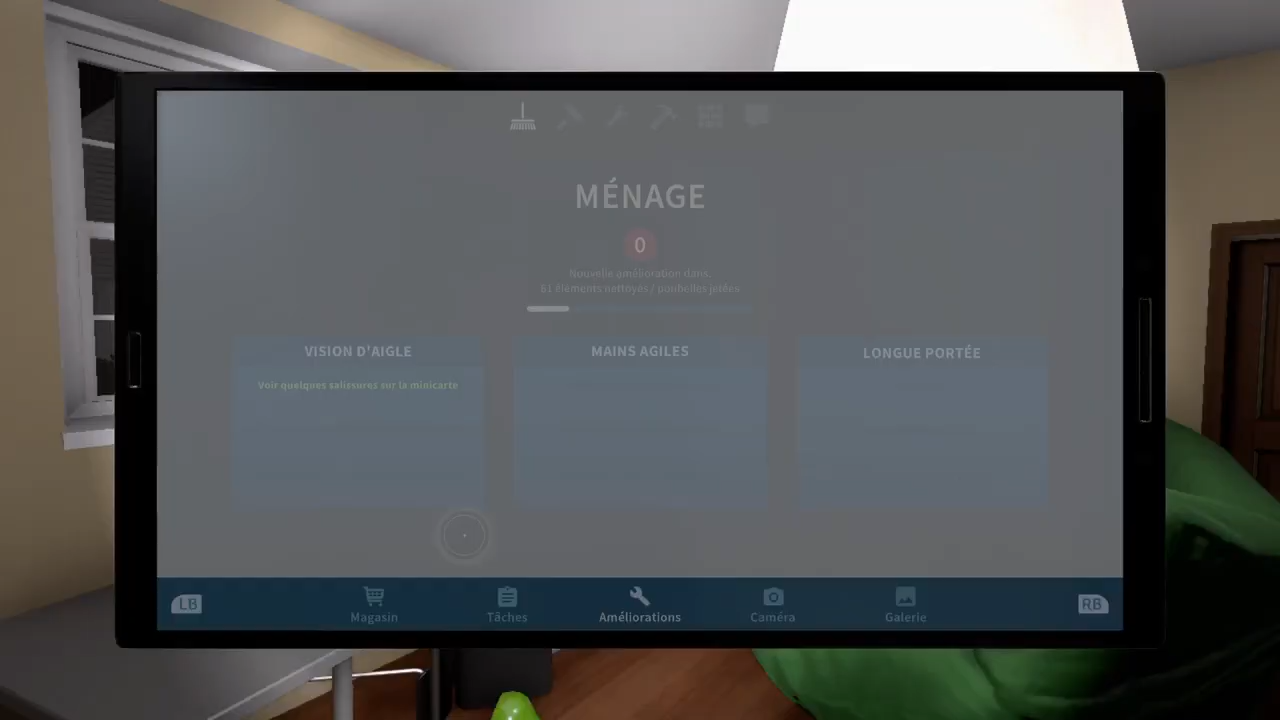 MÉNAGE
0
Nouvelle amélioration dans:
81 éléments nettoyés / poubelles jetées
VISION D'AIGLE
MAINS AGILES
LONGUE PORTÉE
Voir quelques salissures sur la minicarte
LB
Magasin
Tâches
Améliorations
Caméra
Galerie
RB